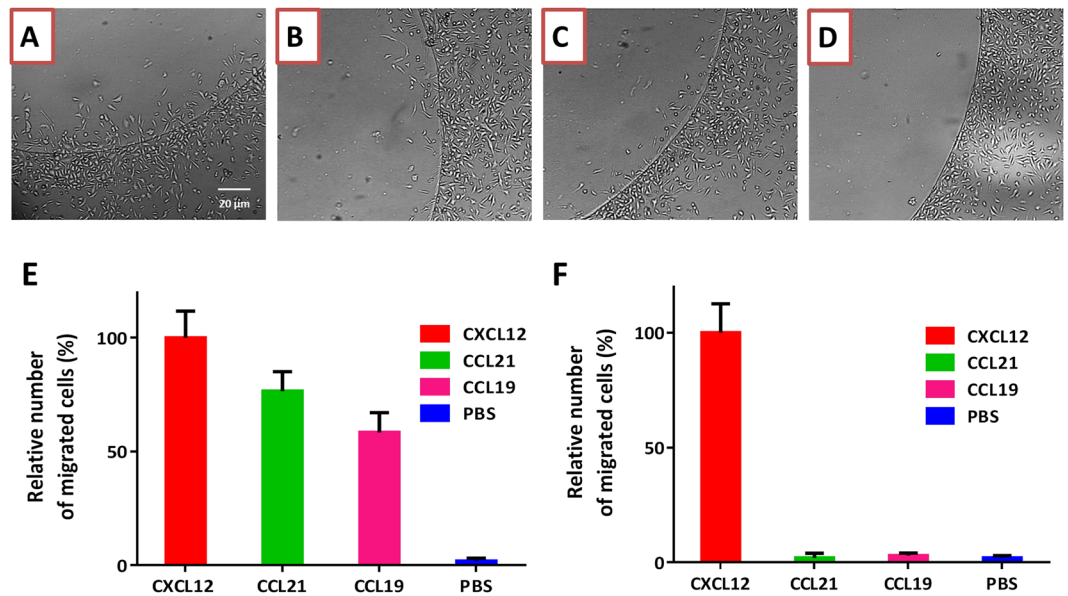 A
B
C
D
20 μm
E
Relative number
of migrated cells (%)
100
50
0
CXCL12
CCL21
CCL19
PBS
CXCL12
CCL21
CCL19
PBS
F
Relative number
of migrated cells (%)
100
50
0
CXCL12
CCL21
CCL19
PBS
CXCL12
CCL21
CCL19
PBS